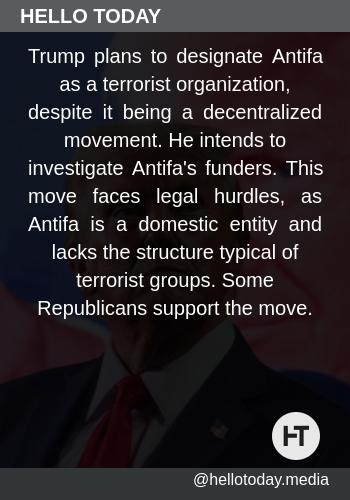 HELLO TODAY
Trump plans to designate Antifa
as a terrorist organization,
despite it being a decentralized
movement. He intends to
investigate Antifa's funders. This
move faces legal hurdles, as
Antifa is a domestic entity and
lacks the structure typical of
terrorist groups. Some
Republicans support the move.
HT
@hellotoday.media